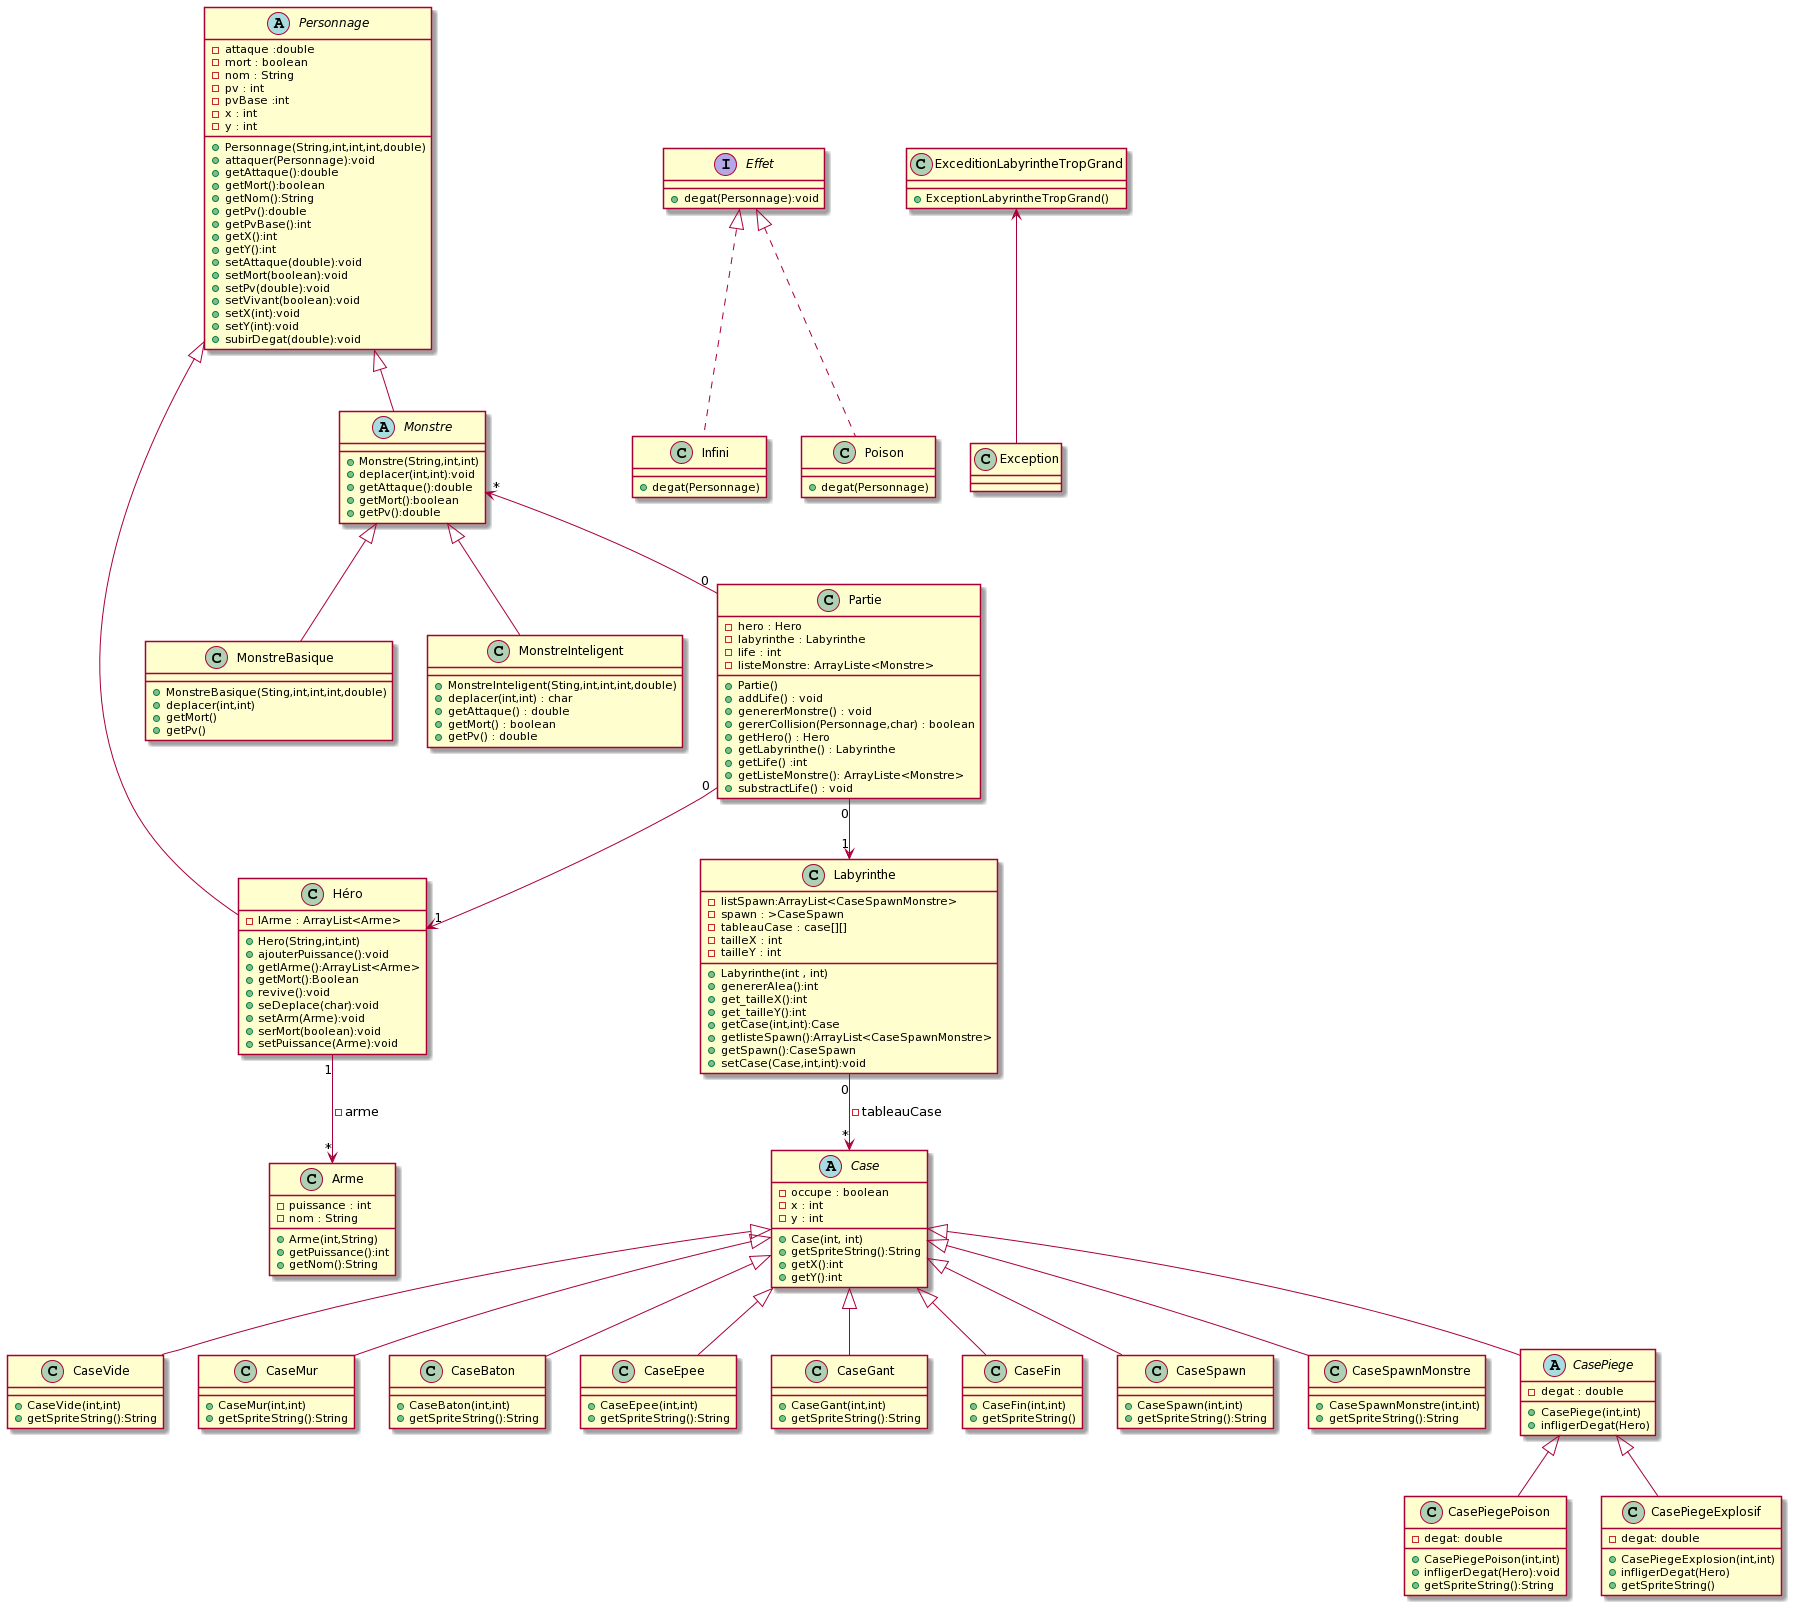 A Personnage
attaque :double
mort : boolean
nom : String
pv : int
pvBase :int
x : int
y : int
Personnage(String,int,int,int,double)
attaquer(Personnage):void
getAttaque():double
getMort():boolean
getNom():String
getPv():double
getPvBase():int
getX():int
getY():int
setAttaque(double):void
setMort(boolean):void
setPv(double):void
setVivant(boolean):void
setX(int):void
setY(int):void
subirDegat(double):void
I Effet
degat(Personnage):void
C ExceditionLabyrintheTropGrand
ExceptionLabyrintheTropGrand()
A Monstre
Monstre(String,int,int)
deplacer(int,int):void
getAttaque():double
getMort():boolean
getPv():double
C Infini
degat(Personnage)
C Poison
degat(Personnage)
C Exception
*
0
C MonstreBasique
MonstreBasique(Sting,int,int,int,double)
deplacer(int,int)
getMort()
getPv()
C MonstreInteligent
MonstreInteligent(Sting,int,int,int,double)
deplacer(int,int) : char
getAttaque() : double
getMort() : boolean
getPv() : double
C Partie
hero : Hero
labyrinthe : Labyrinthe
life : int
listeMonstre: ArrayListe<Monstre>
Partie()
addLife() : void
genererMonstre() : void
gererCollision(Personnage,char) : boolean
getHero() : Hero
getLabyrinthe() : Labyrinthe
getLife() :int
getListeMonstre(): ArrayListe<Monstre>
substractLife() : void
0
1
0
1
C Héro
lArme : ArrayList<Arme>
Hero(String,int,int)
ajouterPuissance():void
getlArme():ArrayList<Arme>
getMort():Boolean
revive():void
seDeplace(char):void
setArm(Arme):void
serMort(boolean):void
setPuissance(Arme):void
C Labyrinthe
listSpawn:ArrayList<CaseSpawnMonstre>
spawn : >CaseSpawn
tableauCase : case[][]
tailleX : int
tailleY : int
Labyrinthe(int , int)
genererAlea():int
get_tailleX():int
get_tailleY():int
getCase(int,int):Case
getlisteSpawn():ArrayList<CaseSpawnMonstre>
getSpawn():CaseSpawn
setCase(Case,int,int):void
1
arme
*
0
tableauCase
*
C Arme
puissance : int
nom : String
Arme(int,String)
getPuissance():int
getNom():String
A Case
occupe : boolean
x : int
y : int
Case(int, int)
getSpriteString():String
getX():int
getY():int
C CaseVide
CaseVide(int,int)
getSpriteString():String
C CaseMur
CaseMur(int,int)
getSpriteString():String
C CaseBaton
CaseBaton(int,int)
getSpriteString():String
C CaseEpee
CaseEpee(int,int)
getSpriteString():String
C CaseGant
CaseGant(int,int)
getSpriteString():String
C CaseFin
CaseFin(int,int)
getSpriteString()
C CaseSpawn
CaseSpawn(int,int)
getSpriteString():String
C CaseSpawnMonstre
CaseSpawnMonstre(int,int)
getSpriteString():String
A CasePiege
degat : double
CasePiege(int,int)
infligerDegat(Hero)
C CasePiegePoison
degat: double
CasePiegePoison(int,int)
infligerDegat(Hero):void
getSpriteString():String
C CasePiegeExplosif
degat: double
CasePiegeExplosion(int,int)
infligerDegat(Hero)
getSpriteString()